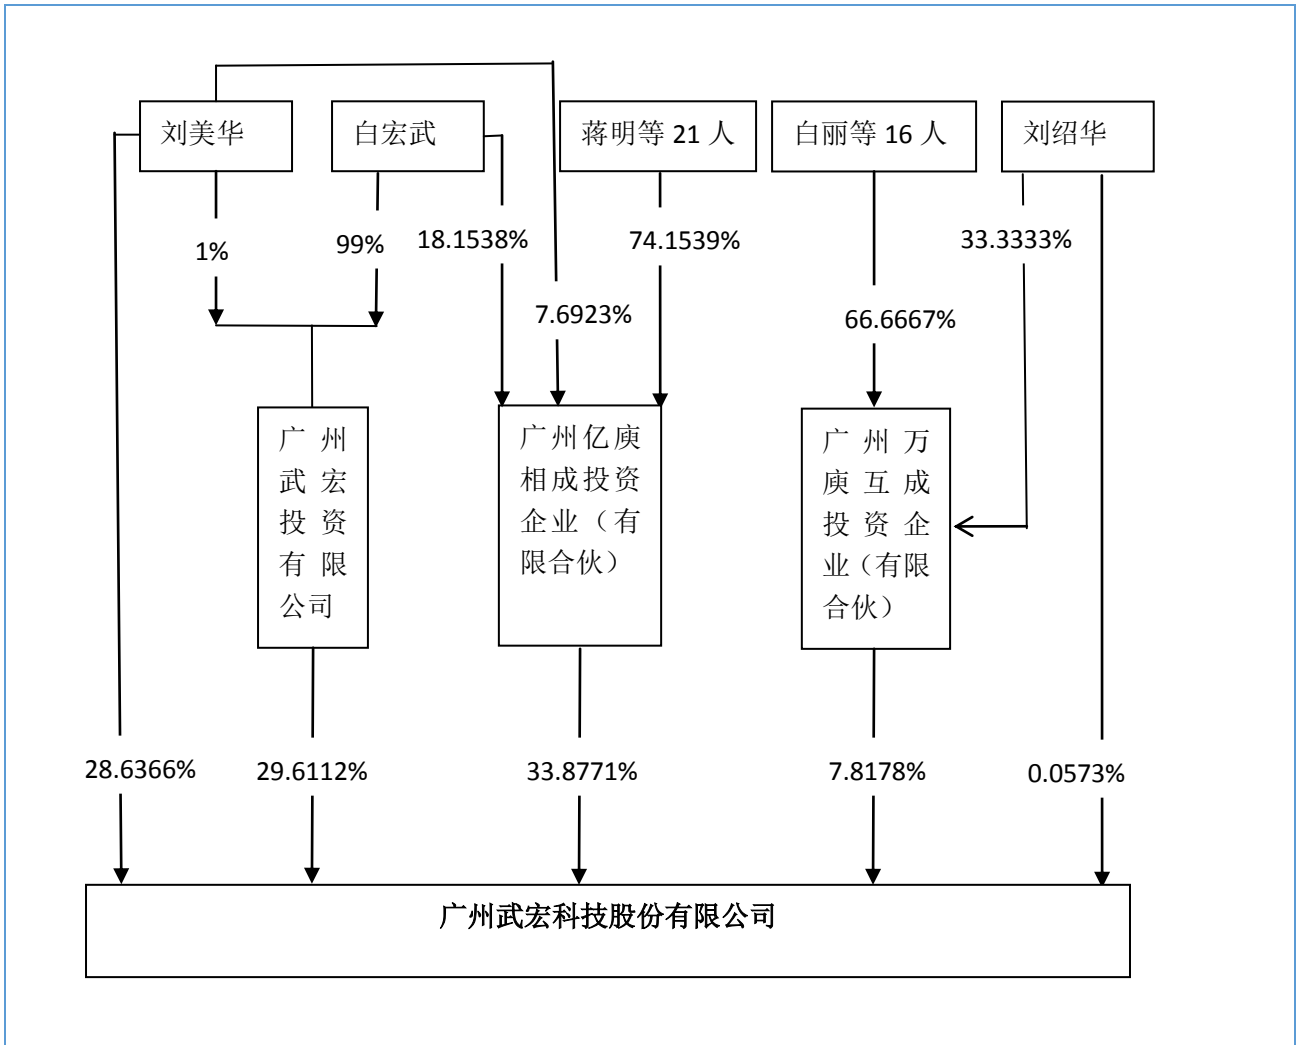 刘美华
白宏武
蒋明等 21 人
白丽等 16 人
刘绍华
1%
99%
18.1538%
74.1539%
33.3333%
7.6923%
66.6667%
广州
武宏
投资
有限
公司
广州亿庾
相成投资
企业（有
限合伙）
广州万
庾互成
投资企
业（有限
合伙）
28.6366%
29.6112%
33.8771%
7.8178%
0.0573%
广州武宏科技股份有限公司